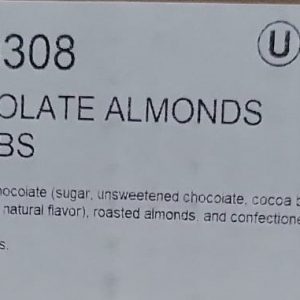 308
U
OLATE ALMONDS
BS
hocolate (sugar, unsweetened chocolate, cocoa b
natural flavor), roasted almonds, and confectione
s.